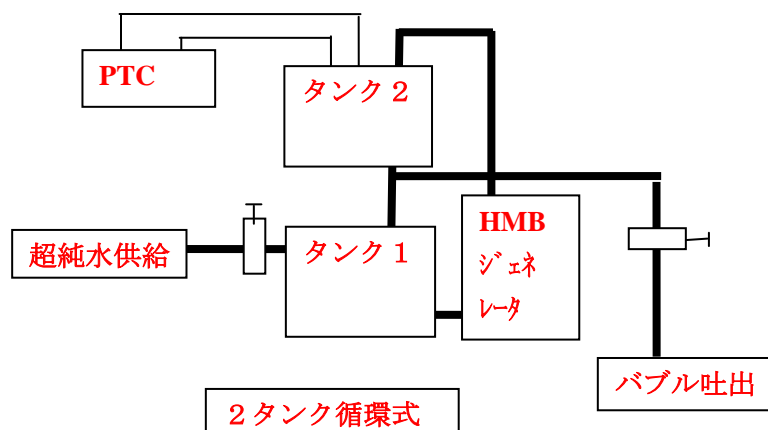 PTC
タンク２
超純水供給
タンク１
HMB
ジェネ
レータ
バブル吐出
２タンク循環式